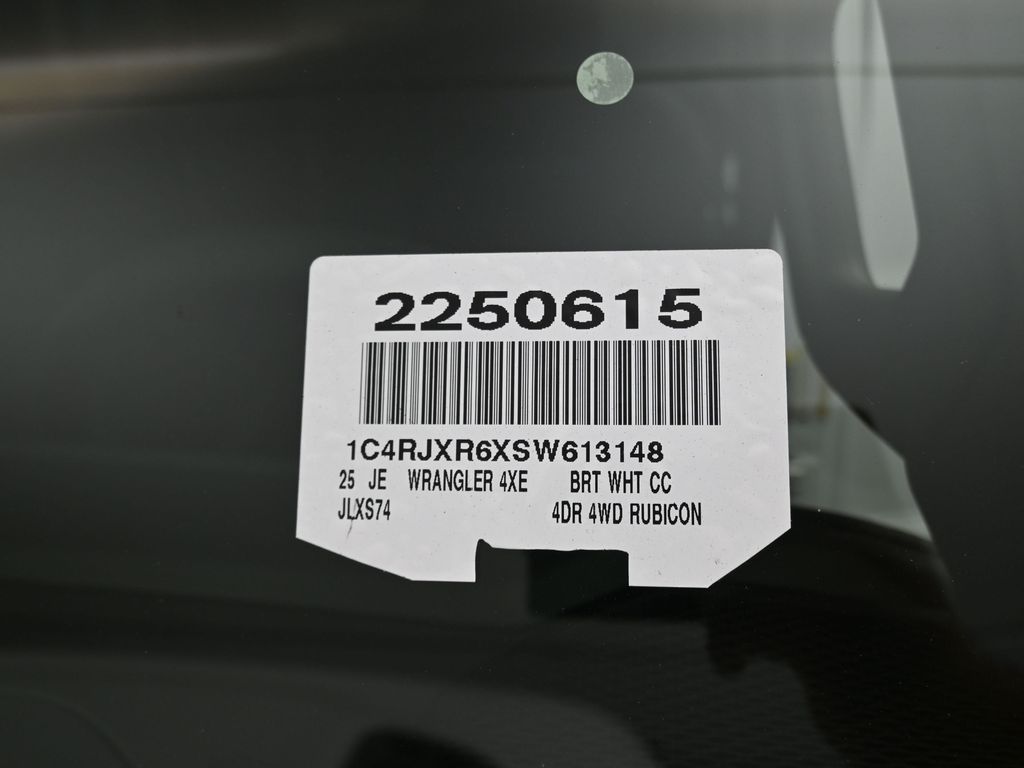 2250615
1C4RJXR6XSW613148
25 JE WRANGLER 4XE BRT WHT CC
JLXS74 4DR 4WD RUBICON